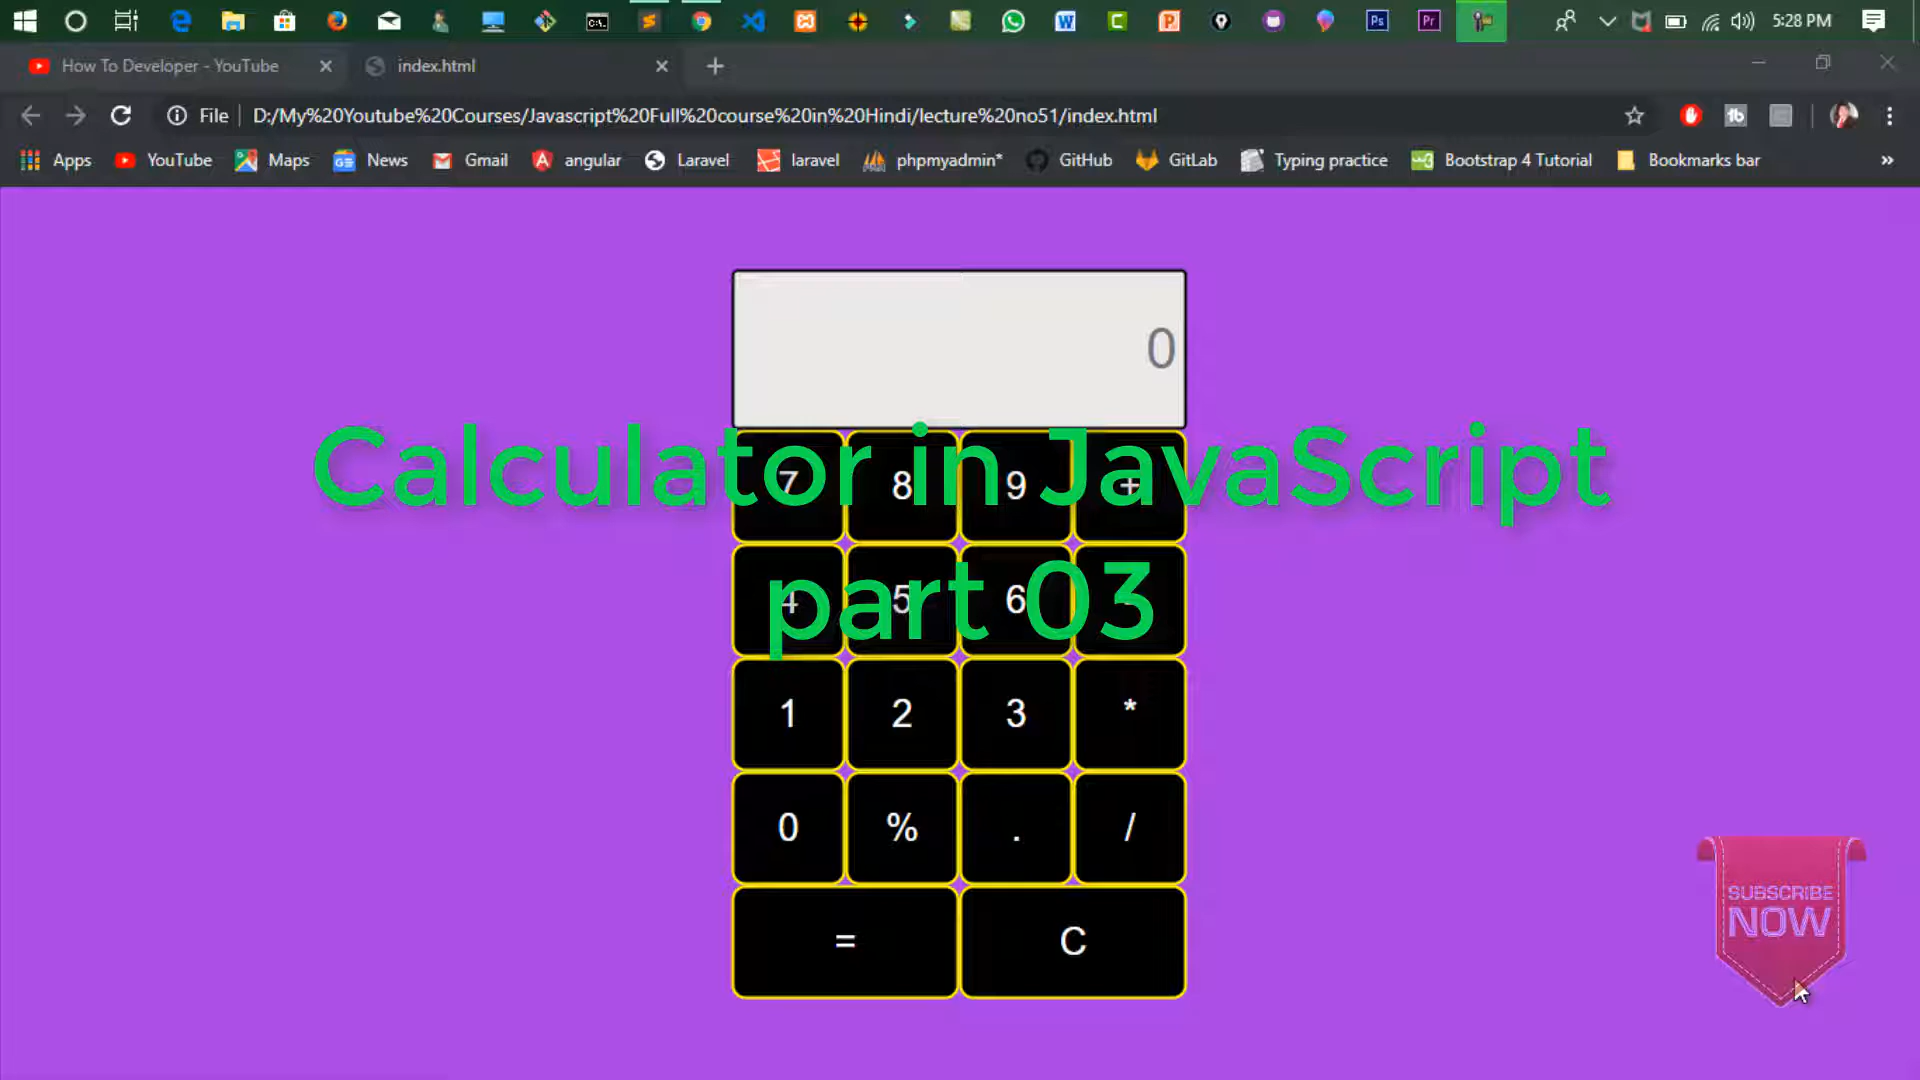 5:28 PM
How To Developer - YouTube
index.html
File
D:/My%20Youtube%20Courses/Javascript%20Full%20course%20in%20Hindi/lecture%20no51/index.html
Apps YouTube Maps News Gmail angular Laravel laravel phpmyadmin* GitHub GitLab Typing practice Bootstrap 4 Tutorial Bookmarks bar »
0
7 8 9 +
Calculator in JavaScript
4 5 6
part 03
1 2 3 *
0 % . /
= C
SUBSCRIBE
NOW